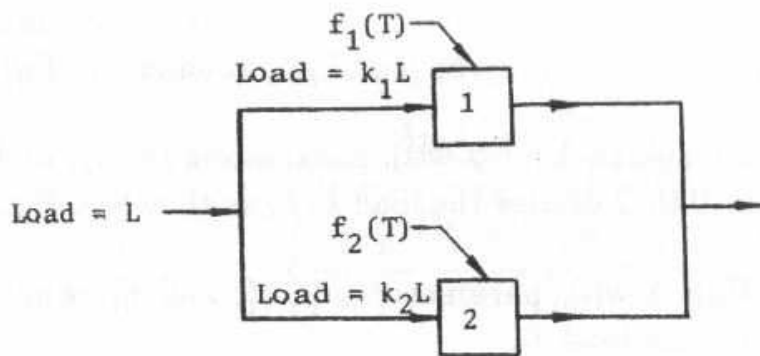 f₁(T)
Load = k₁L
1
Load = L
f₂(T)
Load = k₂L
2